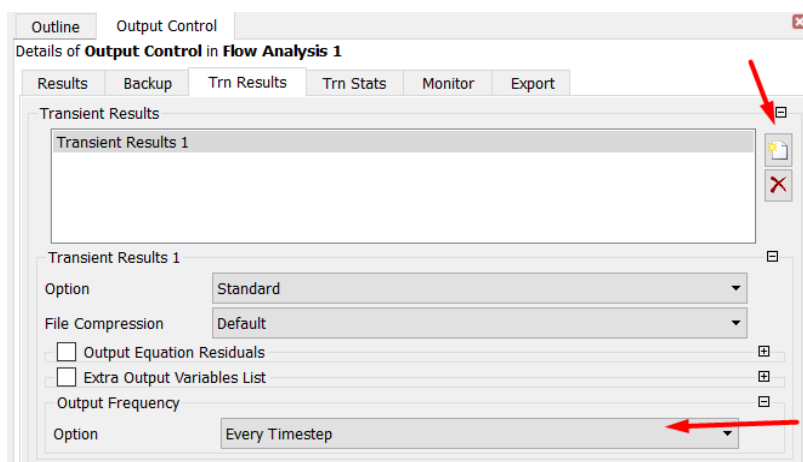 Outline Output Control
Details of Output Control in Flow Analysis 1
Results Backup Trn Results Trn Stats Monitor Export
Transient Results
Transient Results 1
Transient Results 1
Option Standard
File Compression Default
Output Equation Residuals
Extra Output Variables List
Output Frequency
Option Every Timestep